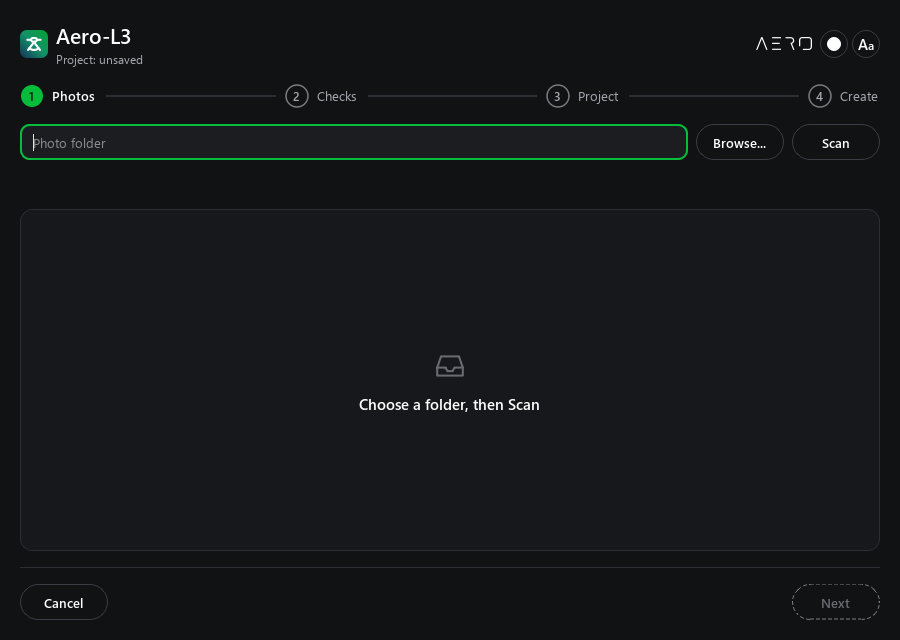 Aero-L3
Project: unsaved
AERO
Aa
1 Photos
2 Checks
3 Project
4 Create
Photo folder
Browse...
Scan
Choose a folder, then Scan
Cancel
Next